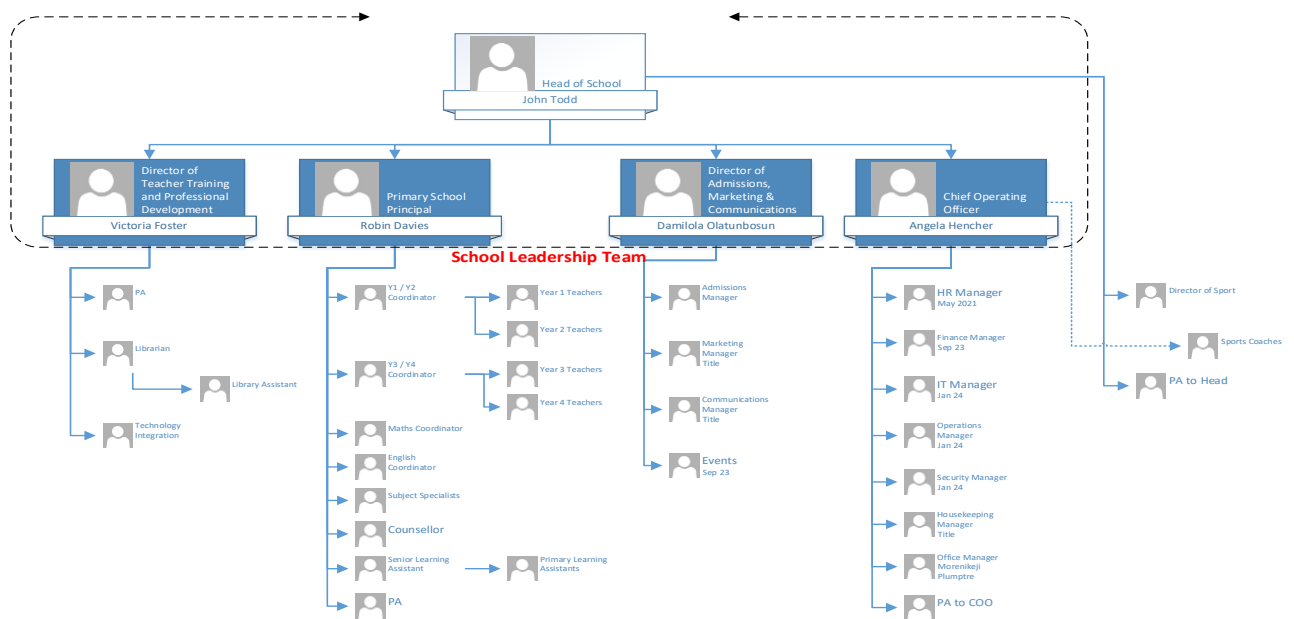 Head of School
John Todd
Director of
Teacher Training
and Professional
Development
Victoria Foster
Primary School
Principal
Robin Davies
Director of
Admissions,
Marketing &
Communications
Damilola Olatunbosun
Chief Operating
Officer
Angela Hencher
School Leadership Team
PA
Librarian
Library Assistant
Technology
Integration
Y1 / Y2
Coordinator
Year 1 Teachers
Year 2 Teachers
Y3 / Y4
Coordinator
Year 3 Teachers
Year 4 Teachers
Maths Coordinator
English
Coordinator
Subject Specialists
Counsellor
Senior Learning
Assistant
Primary Learning
Assistants
PA
Admissions
Manager
Marketing
Manager
Title
Communications
Manager
Title
Events
Sep 23
HR Manager
May 2021
Finance Manager
Sep 23
IT Manager
Jan 24
Operations
Manager
Jan 24
Security Manager
Jan 24
Housekeeping
Manager
Title
Office Manager
Morenikeji
Plumptre
PA to COO
Director of Sport
Sports Coaches
PA to Head